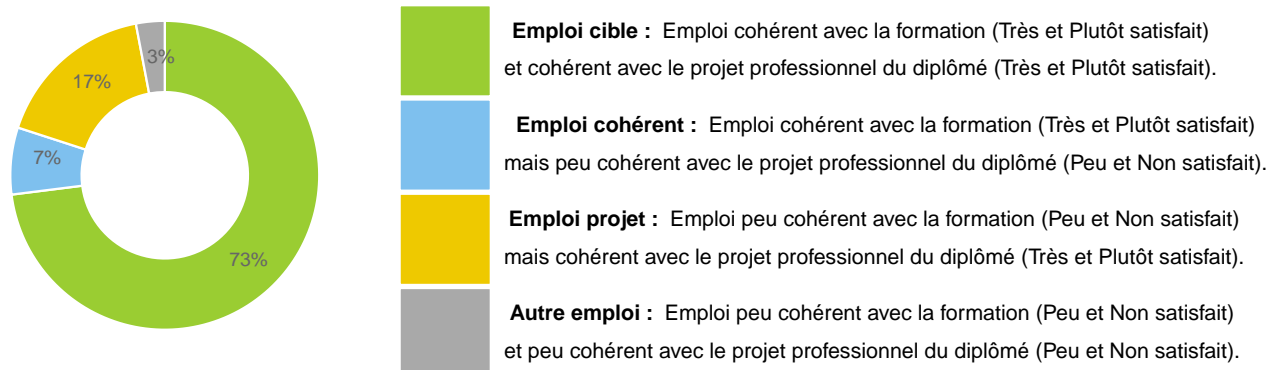 3%
17%
7%
73%
Emploi cible : Emploi cohérent avec la formation (Très et Plutôt satisfait)
et cohérent avec le projet professionnel du diplômé (Très et Plutôt satisfait).
Emploi cohérent : Emploi cohérent avec la formation (Très et Plutôt satisfait)
mais peu cohérent avec le projet professionnel du diplômé (Peu et Non satisfait).
Emploi projet : Emploi peu cohérent avec la formation (Peu et Non satisfait)
mais cohérent avec le projet professionnel du diplômé (Très et Plutôt satisfait).
Autre emploi : Emploi peu cohérent avec la formation (Peu et Non satisfait)
et peu cohérent avec le projet professionnel du diplômé (Peu et Non satisfait).